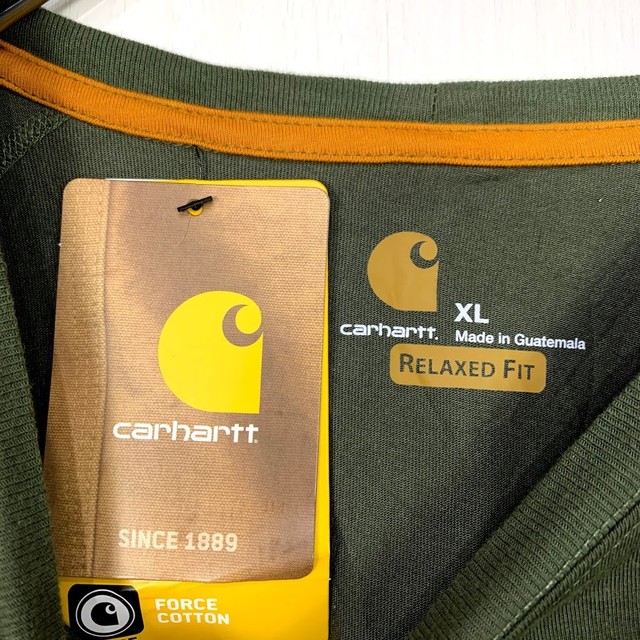 carhartt.
SINCE 1889
FORCE
COTTON
carhartt.
XL
Made in Guatemala
RELAXED FIT